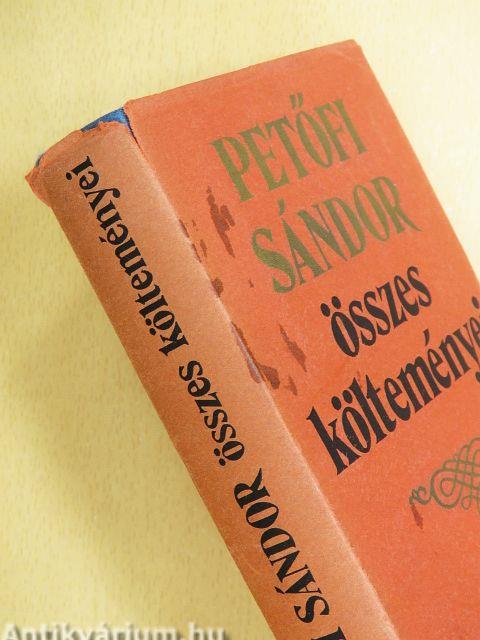 PETŐFI
SÁNDOR
összes
költeményei
SÁNDOR összes költeményei
Antikvárium.hu